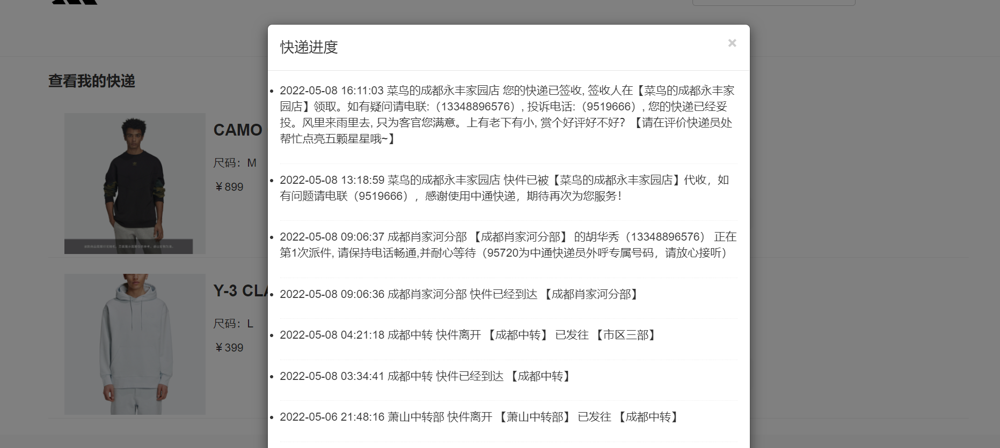 快递进度
×
查看我的快递
CAMO
尺码：M
￥899
Y-3 CLA
尺码：L
￥399
2022-05-08 16:11:03 菜鸟的成都永丰家园店 您的快递已签收, 签收人在【菜鸟的成都永丰家
园店】领取。如有疑问请电联:（13348896576）, 投诉电话:（9519666）, 您的快递已经妥
投。风里来雨里去, 只为客官您满意。上有老下有小, 赏个好评好不好？【请在评价快递员处
帮忙点亮五颗星星哦~】
2022-05-08 13:18:59 菜鸟的成都永丰家园店 快件已被【菜鸟的成都永丰家园店】代收，如
有问题请电联（9519666），感谢使用中通快递，期待再次为您服务！
2022-05-08 09:06:37 成都肖家河分部 【成都肖家河分部】 的胡华秀（13348896576） 正在
第1次派件, 请保持电话畅通,并耐心等待（95720为中通快递员外呼专属号码，请放心接听）
2022-05-08 09:06:36 成都肖家河分部 快件已经到达 【成都肖家河分部】
2022-05-08 04:21:18 成都中转 快件离开 【成都中转】 已发往 【市区三部】
2022-05-08 03:34:41 成都中转 快件已经到达 【成都中转】
2022-05-06 21:48:16 萧山中转部 快件离开 【萧山中转部】 已发往 【成都中转】